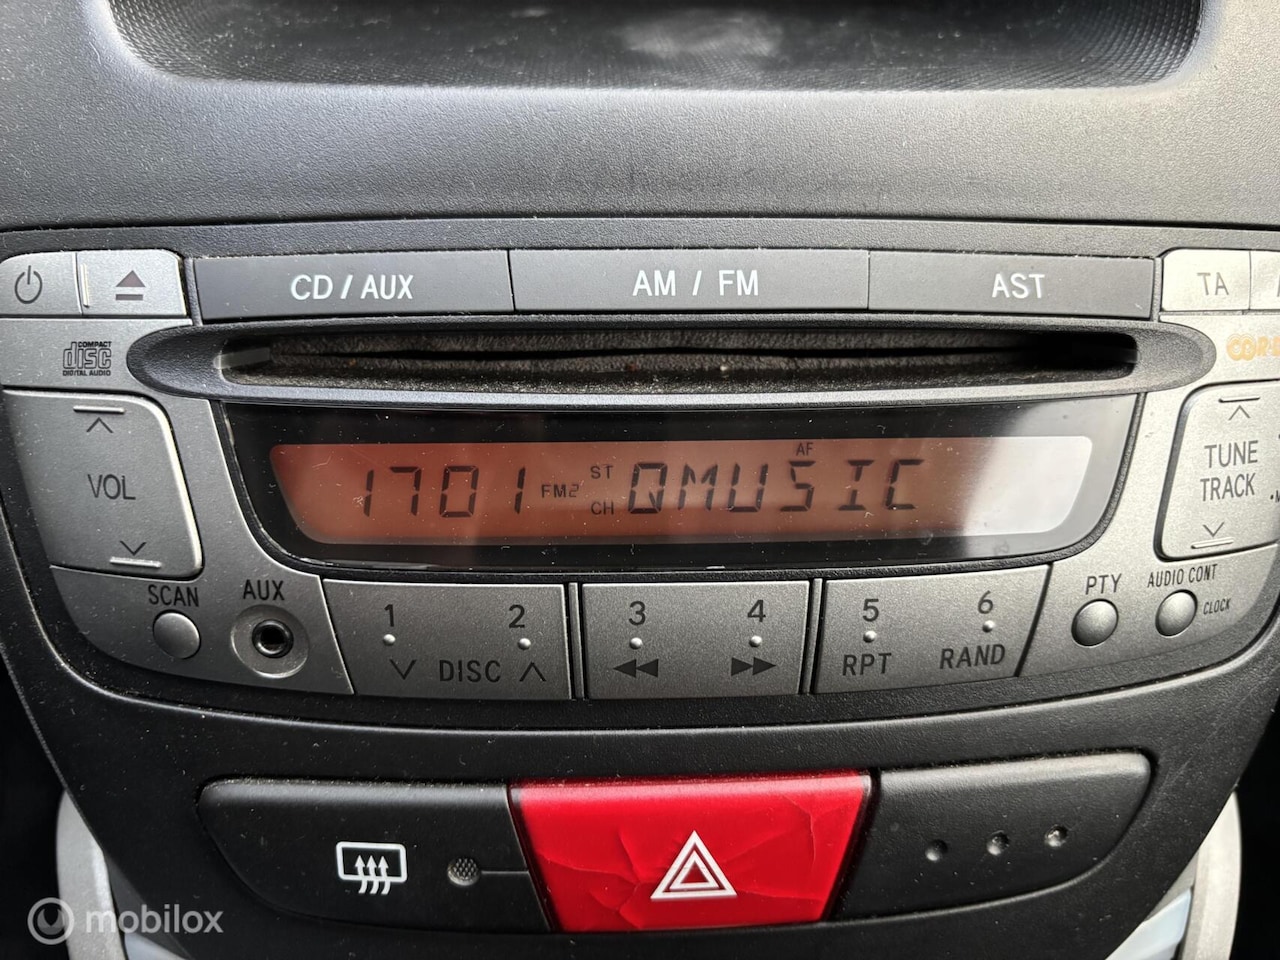 CD / AUX AM / FM AST TA
COMPACT
disc
DIGITAL AUDIO
VOL
1701 FM2 ST CH AF QMUSIC
TUNE
TRACK
SCAN AUX
1 2 3 4 5 6
DISC RPT RAND
PTY AUDIO CONT
CLOCK
mobilox